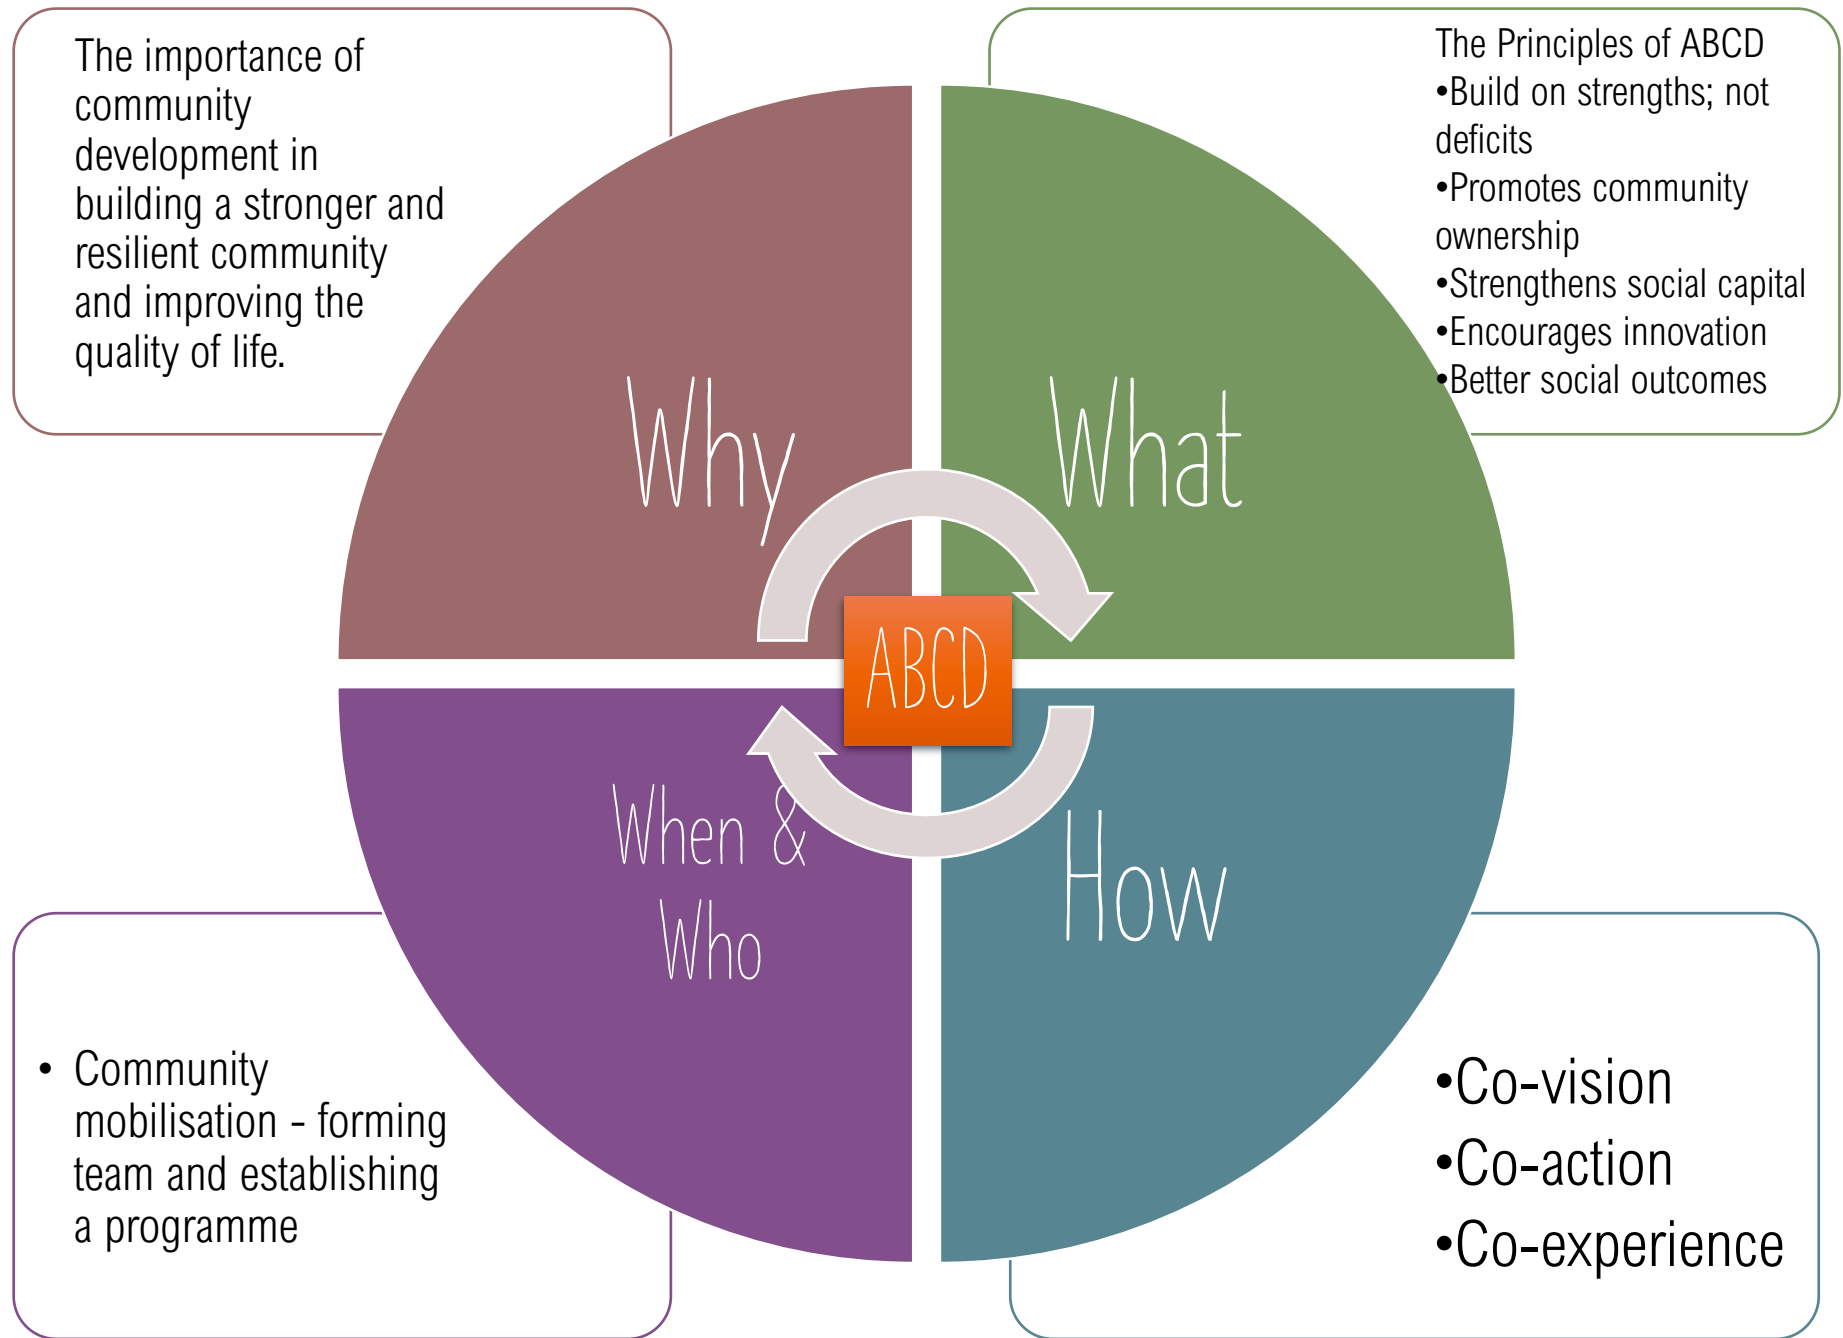 The importance of
community
development in
building a stronger and
resilient community
and improving the
quality of life.
The Principles of ABCD
•Build on strengths; not
deficits
•Promotes community
ownership
•Strengthens social capital
•Encourages innovation
•Better social outcomes
Why
What
ABCD
When &
Who
How
• Community
mobilisation - forming
team and establishing
a programme
•Co-vision
•Co-action
•Co-experience